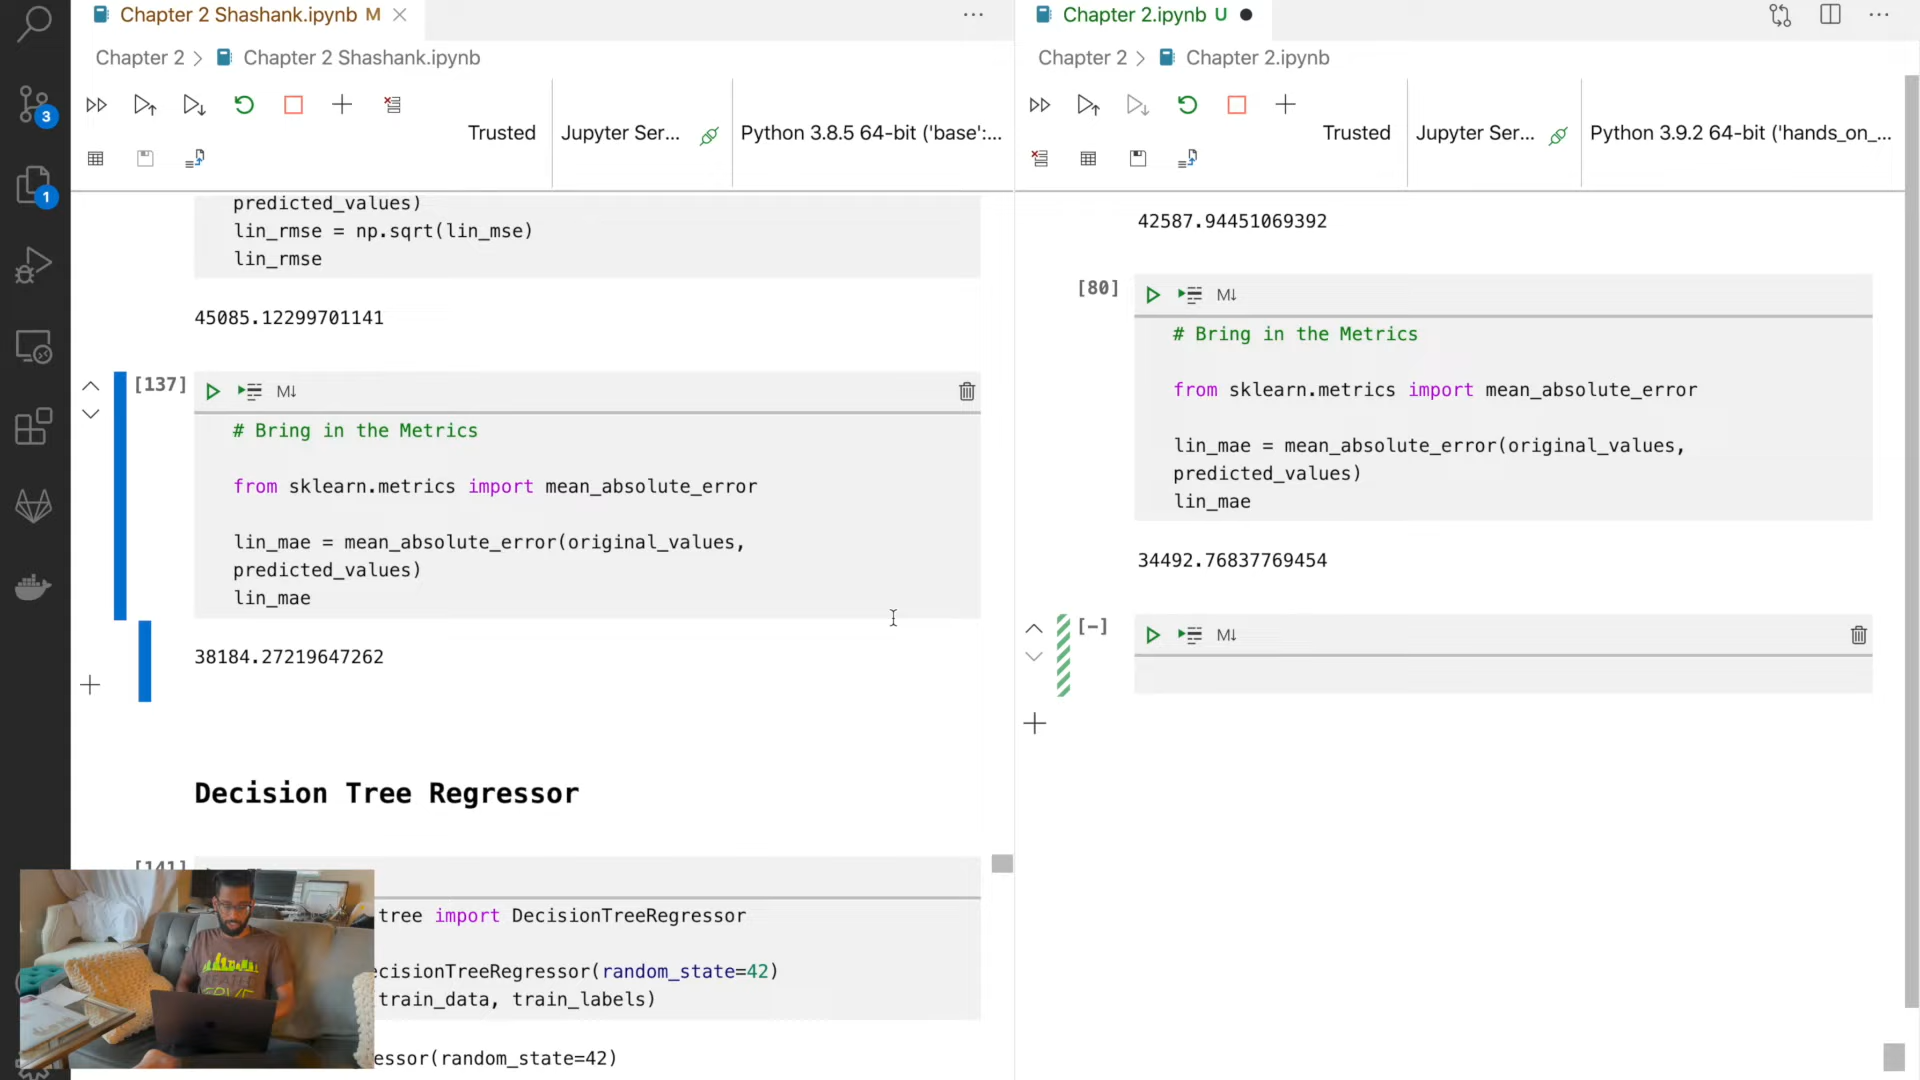 Chapter 2 Shashank.ipynb M
Chapter 2 > Chapter 2 Shashank.ipynb
Trusted
Jupyter Ser...
Python 3.8.5 64-bit ('base':...
predicted_values)
lin_rmse = np.sqrt(lin_mse)
lin_rmse
45085.12299701141
[137]
M↓
# Bring in the Metrics
from sklearn.metrics import mean_absolute_error
lin_mae = mean_absolute_error(original_values,
predicted_values)
lin_mae
38184.27219647262
Decision Tree Regressor
[141]
tree import DecisionTreeRegressor
ecisionTreeRegressor(random_state=42)
train_data, train_labels)
essor(random_state=42)
3
1
Chapter 2.ipynb U
Chapter 2 > Chapter 2.ipynb
Trusted
Jupyter Ser...
Python 3.9.2 64-bit ('hands_on_...
42587.94451069392
[80]
M↓
# Bring in the Metrics
from sklearn.metrics import mean_absolute_error
lin_mae = mean_absolute_error(original_values,
predicted_values)
lin_mae
34492.76837769454
[-]
M↓